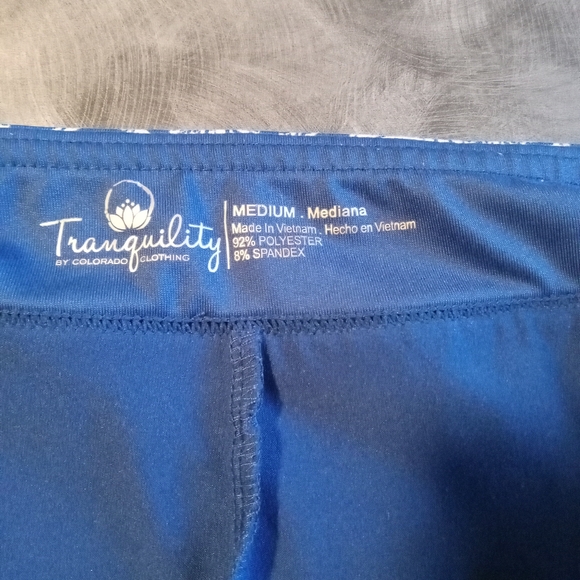 Tranquility
BY COLORADO CLOTHING
MEDIUM . Mediana
Made In Vietnam . Hecho en Vietnam
92% POLYESTER
8% SPANDEX